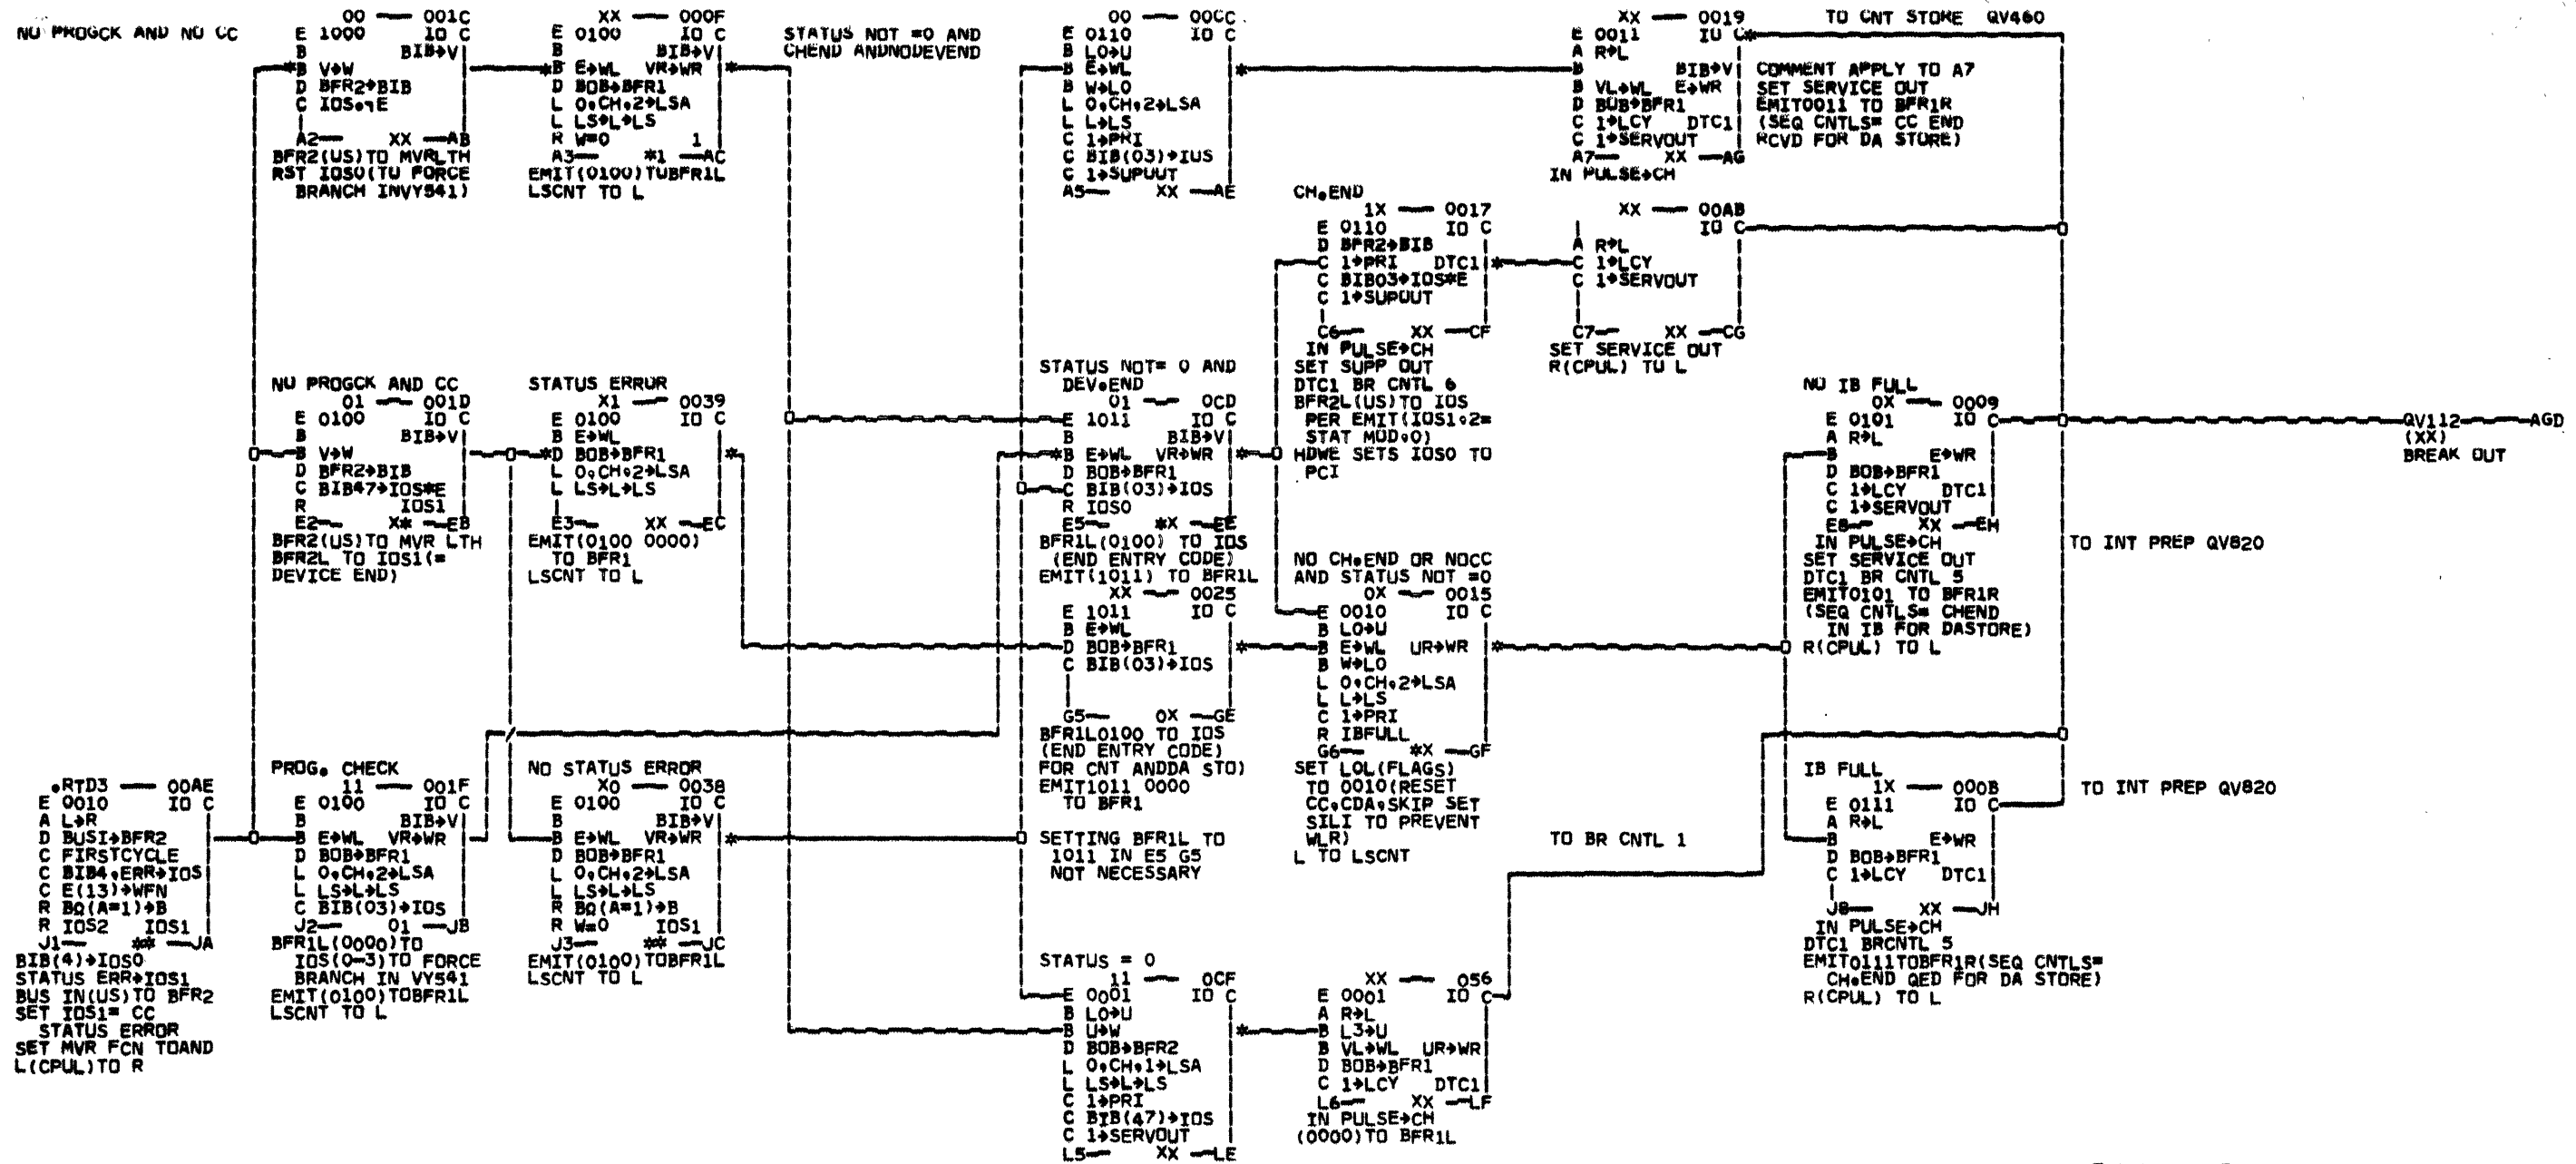 NO PROGCK AND NO CC
00 — 001C
E 1000 IO C
B BIB→V
B V→W
D BFR2→BIB
C IOS.¬E
A2— XX —AB
BFR2(US)TO MVRLTH
RST IOS0(TO FORCE
BRANCH INVY541)
XX — 000F
E 0100 IO C
B BIB→V
*B E→WL VR→WR *
D BOB→BFR1
L 0,CH,2→LSA
L LS→L→LS
R W=0 1
A3— *1 —AC
EMIT(0100)TOBFR1L
LSCNT TO L
STATUS NOT =0 AND
CHEND ANDNODEVEND
00 — 00CC
E 0110 IO C
B L0→U
B E→WL *
B W→L0
L 0,CH,2→LSA
L L→LS
C 1→PRI
C BIB(03)→IOS
C 1→SUPOUT
A5— XX —AE
XX — 0019
E 0011 IO C*
A R→L
B BIB→V
B VL→WL E→WR
D BOB→BFR1
C 1→LCY DTC1
C 1→SERVOUT
A7— XX —AG
IN PULSE→CH
TO CNT STORE QV460
COMMENT APPLY TO A7
SET SERVICE OUT
EMIT0011 TO BFR1R
(SEQ CNTLS= CC END
RCVD FOR DA STORE)
CH.END
1X — 0017
E 0110 IO C
D BFR2→BIB
C 1→PRI DTC1 *
C BIB03→IOS*E
C 1→SUPOUT
C6— XX —CF
IN PULSE→CH
SET SUPP OUT
DTC1 BR CNTL 6
BFR2L(US)TO IOS
PER EMIT(IOS1,2=
STAT MOD,0)
HDWE SETS IOS0 TO
PCI
XX — 00AB
IO C
A R→L
C 1→LCY
C 1→SERVOUT
C7— XX —CG
SET SERVICE OUT
R(CPUL) TO L
NO PROGCK AND CC
01 — 001D
E 0100 IO C
B BIB→V
B V→W
D BFR2→BIB
C BIB47→IOS*E
R IOS1
E2— X* —EB
BFR2(US)TO MVR LTH
BFR2L TO IOS1(=
DEVICE END)
STATUS ERROR
X1 — 0039
E 0100 IO C
B E→WL
*D BOB→BFR1 *
L 0,CH,2→LSA
L LS→L→LS
E3— XX —EC
EMIT(0100 0000)
TO BFR1
LSCNT TO L
STATUS NOT= 0 AND
DEV.END
01 — 0CD
E 1011 IO C
B BIB→V
*B E→WL VR→WR *
D BOB→BFR1
C BIB(03)→IOS
R IOS0
E5— *X —EE
BFR1L(0100) TO IOS
(END ENTRY CODE)
EMIT(1011) TO BFR1L
XX — 0025
E 1011 IO C
B E→WL
D BOB→BFR1 *
C BIB(03)→IOS
G5— 0X —GE
BFR1L0100 TO IOS
(END ENTRY CODE)
FOR CNT ANDDA STO)
EMIT1011 0000
TO BFR1
NO CH.END OR NOCC
AND STATUS NOT =0
0X — 0015
E 0010 IO C
B L0→U
B E→WL UR→WR *
B W→L0
L 0,CH,2→LSA
L L→LS
C 1→PRI
R IBFULL
G6— *X —GF
SET LOL(FLAGS)
TO 0010(RESET
CC,CDA,SKIP SET
SILI TO PREVENT
WLR)
L TO LSCNT
NO IB FULL
0X — 0009
E 0101 IO C
A R→L
B E→WR
D BOB→BFR1
C 1→LCY DTC1
C 1→SERVOUT
E8— XX —EH
IN PULSE→CH
SET SERVICE OUT
DTC1 BR CNTL 5
EMIT0101 TO BFR1R
(SEQ CNTLS= CHEND
IN IB FOR DASTORE)
R(CPUL) TO L
QV112 — AGD
(XX)
BREAK OUT
TO INT PREP QV820
.RTD3 — 00AE
E 0010 IO C
A L→R
D BUSI→BFR2
C FIRSTCYCLE
C BIB4,ERR→IOS
C E(13)→WFN
R BQ(A=1)→B
R IOS2 IOS1
J1— ** —JA
BIB(4)→IOS0
STATUS ERR→IOS1
BUS IN(US)TO BFR2
SET IOS1= CC
STATUS ERROR
SET MVR FCN TOAND
L(CPUL)TO R
PROG. CHECK
11 — 001F
E 0100 IO C
B BIB→V
B E→WL VR→WR
D BOB→BFR1
L 0,CH,2→LSA
L LS→L→LS
C BIB(03)→IOS
J2— 01 —JB
BFR1L(0000)TO
IOS(0-3)TO FORCE
BRANCH IN VY541
EMIT(0100)TOBFR1L
LSCNT TO L
NO STATUS ERROR
X0 — 0038
E 0100 IO C
B BIB→V
B E→WL VR→WR *
D BOB→BFR1
L 0,CH,2→LSA
L LS→L→LS
R BQ(A=1)→B
R W=0 IOS1
J3— ** —JC
EMIT(0100)TOBFR1L
LSCNT TO L
SETTING BFR1L TO
1011 IN E5 G5
NOT NECESSARY
TO BR CNTL 1
IB FULL
1X — 000B
E 0111 IO C
A R→L
B E→WR
D BOB→BFR1
C 1→LCY DTC1
J8— XX —JH
IN PULSE→CH
DTC1 BRCNTL 5
EMIT0111TOBFR1R(SEQ CNTLS=
CH.END QED FOR DA STORE)
R(CPUL) TO L
TO INT PREP QV820
STATUS = 0
11 — 0CF
E 0001 IO C
B L0→U
B U→W *
D BOB→BFR2
L 0,CH,1→LSA
L LS→L→LS
C 1→PRI
C BIB(47)→IOS
C 1→SERVOUT
L5— XX —LE
XX — 056
E 0001 IO C
A R→L
B L3→U
B VL→WL UR→WR
D BOB→BFR1
C 1→LCY DTC1
L6— XX —LF
IN PULSE→CH
(0000)TO BFR1L